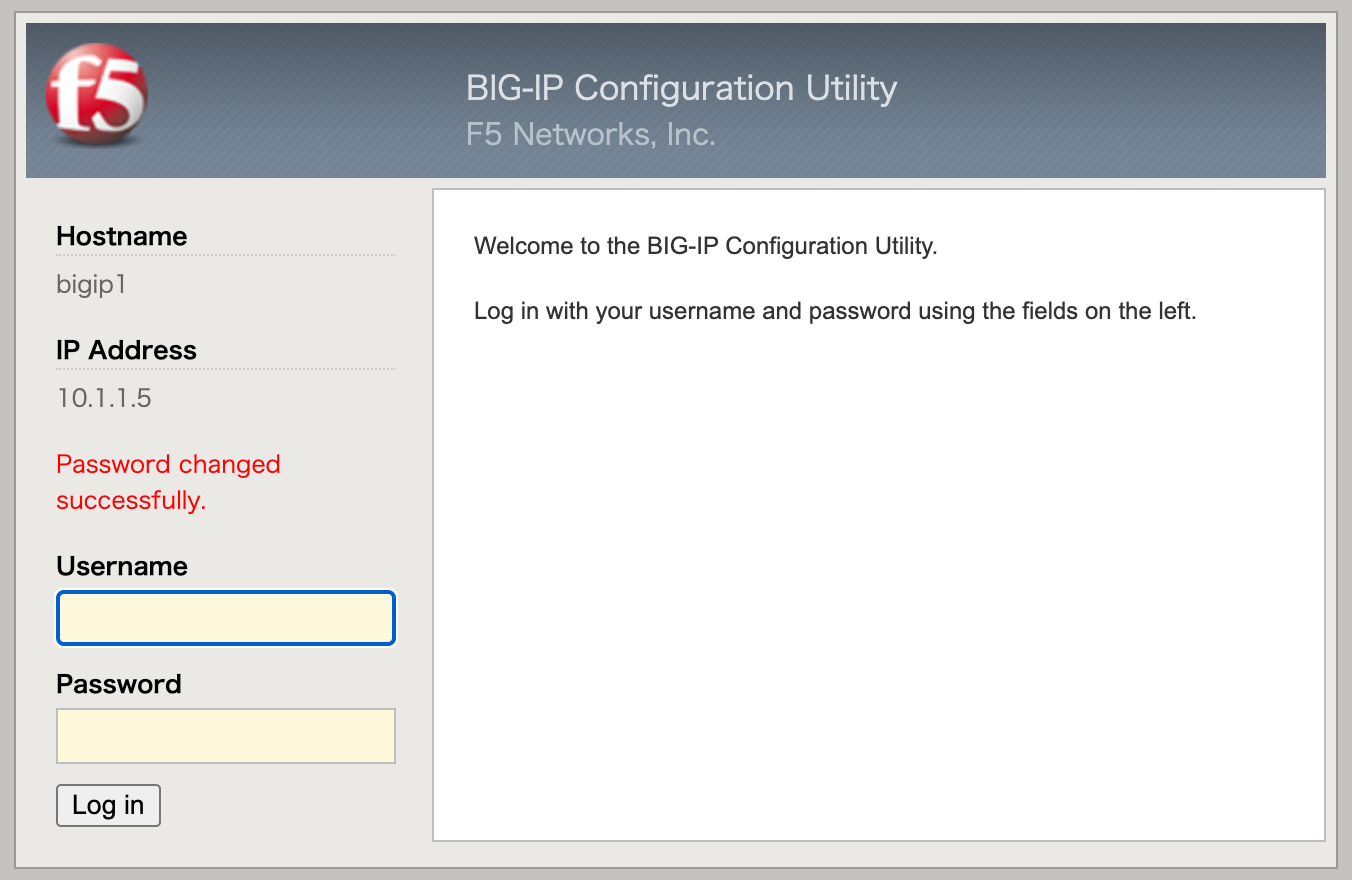 f5
BIG-IP Configuration Utility
F5 Networks, Inc.
Hostname
bigip1
IP Address
10.1.1.5
Password changed
successfully.
Username
Password
Log in
Welcome to the BIG-IP Configuration Utility.
Log in with your username and password using the fields on the left.